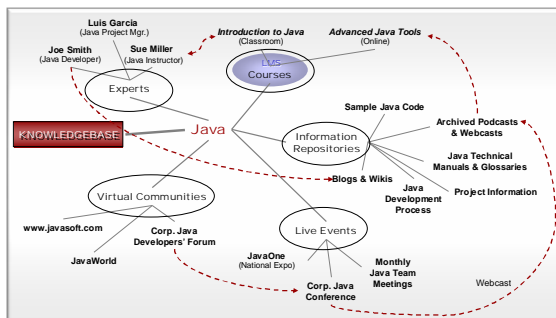 Luis Garcia
(Java Project Mgr.)
Joe Smith
(Java Developer)
Sue Miller
(Java Instructor)
Experts
Introduction to Java
(Classroom)
Advanced Java Tools
(Online)
LMS
Courses
KNOWLEDGEBASE
Java
Sample Java Code
Archived Podcasts
& Webcasts
Information
Repositories
Java Technical
Manuals & Glossaries
Blogs & Wikis
Java
Development
Process
Project Information
Virtual Communities
www.javasoft.com
JavaWorld
Corp. Java
Developers' Forum
Live Events
JavaOne
(National Expo)
Corp. Java
Conference
Monthly
Java Team
Meetings
Webcast